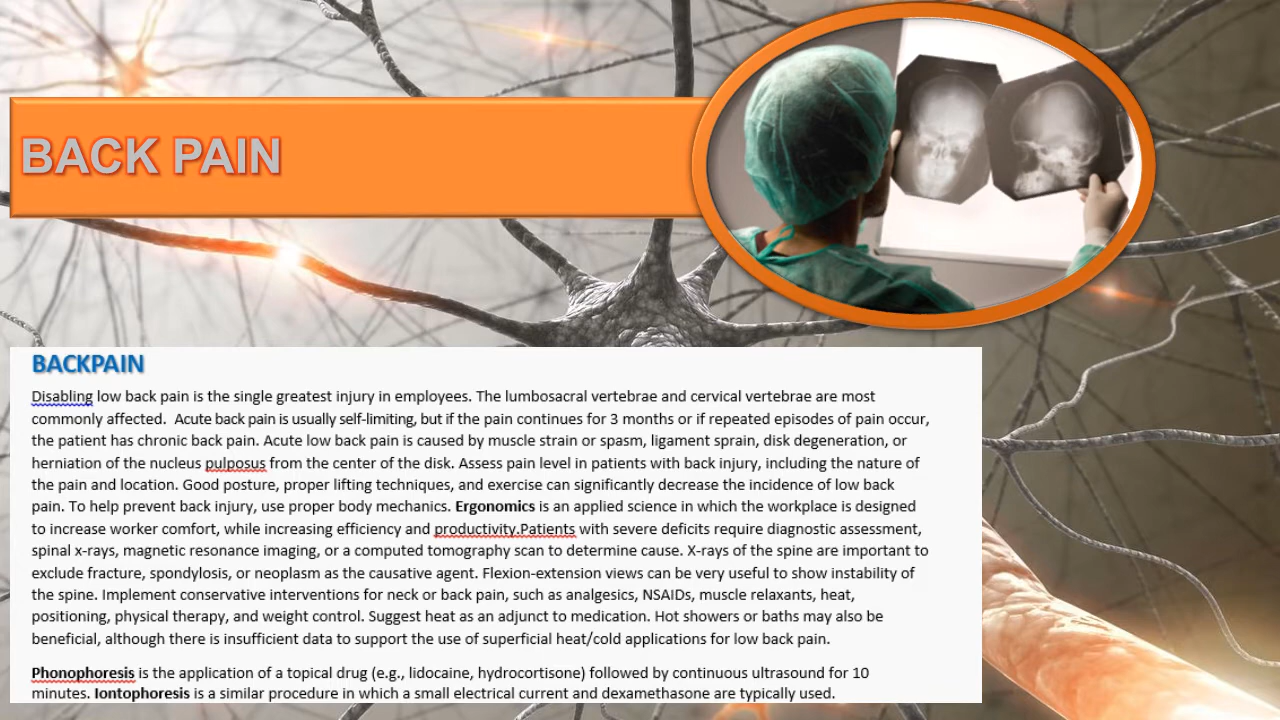 BACK PAIN
BACKPAIN
Disabling low back pain is the single greatest injury in employees. The lumbosacral vertebrae and cervical vertebrae are most
commonly affected.  Acute back pain is usually self-limiting, but if the pain continues for 3 months or if repeated episodes of pain occur,
the patient has chronic back pain. Acute low back pain is caused by muscle strain or spasm, ligament sprain, disk degeneration, or
herniation of the nucleus pulposus from the center of the disk. Assess pain level in patients with back injury, including the nature of
the pain and location. Good posture, proper lifting techniques, and exercise can significantly decrease the incidence of low back
pain. To help prevent back injury, use proper body mechanics. Ergonomics is an applied science in which the workplace is designed
to increase worker comfort, while increasing efficiency and productivity.Patients with severe deficits require diagnostic assessment,
spinal x-rays, magnetic resonance imaging, or a computed tomography scan to determine cause. X-rays of the spine are important to
exclude fracture, spondylosis, or neoplasm as the causative agent. Flexion-extension views can be very useful to show instability of
the spine. Implement conservative interventions for neck or back pain, such as analgesics, NSAIDs, muscle relaxants, heat,
positioning, physical therapy, and weight control. Suggest heat as an adjunct to medication. Hot showers or baths may also be
beneficial, although there is insufficient data to support the use of superficial heat/cold applications for low back pain.
Phonophoresis is the application of a topical drug (e.g., lidocaine, hydrocortisone) followed by continuous ultrasound for 10
minutes. Iontophoresis is a similar procedure in which a small electrical current and dexamethasone are typically used.